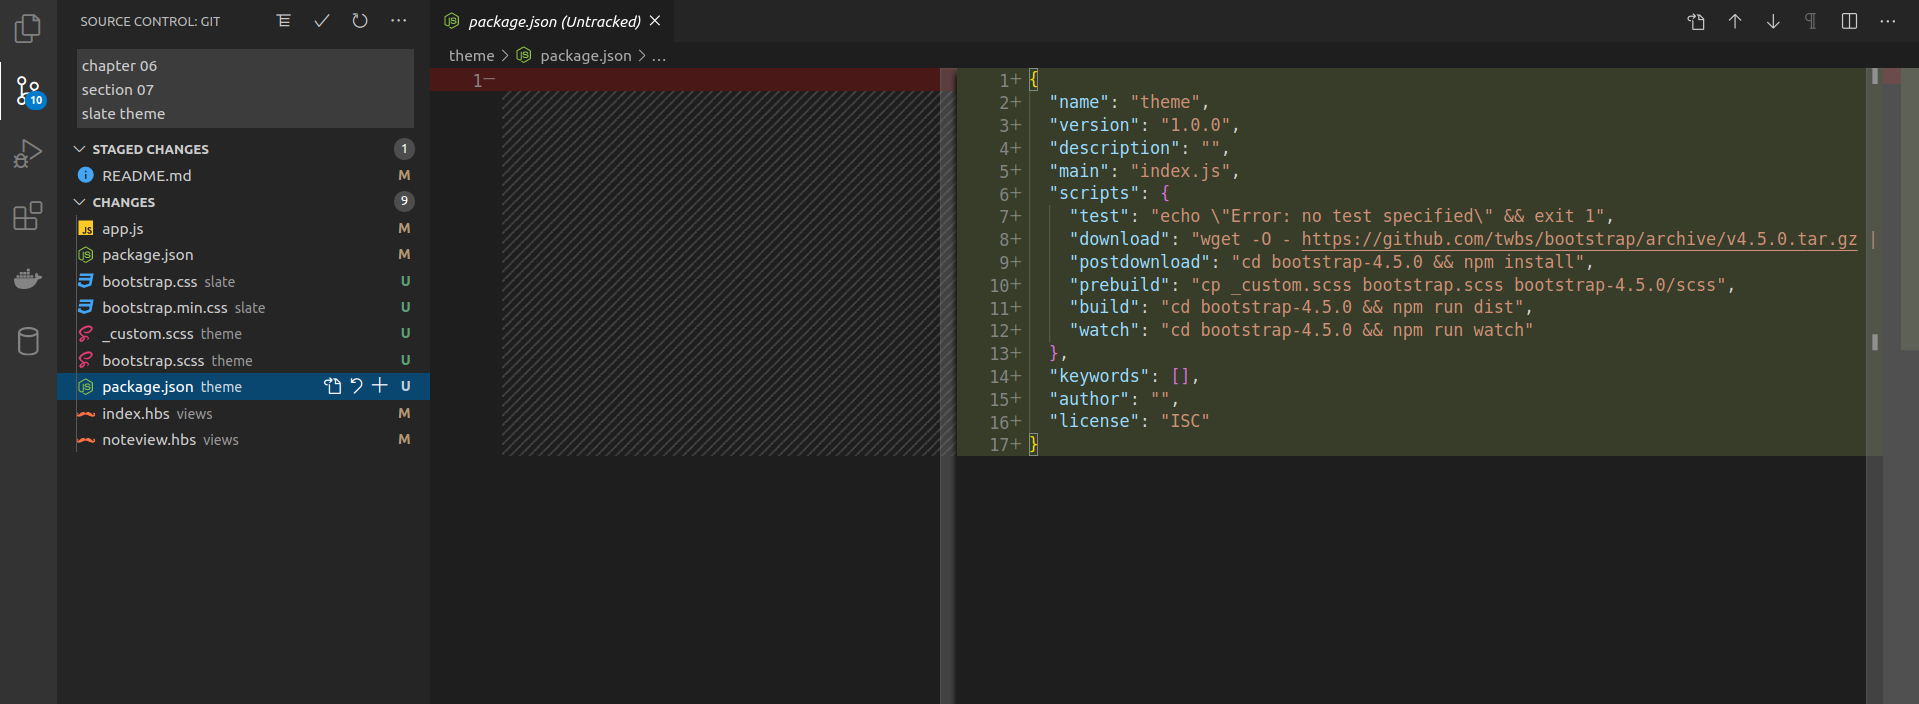 SOURCE CONTROL: GIT
chapter 06
section 07
slate theme
STAGED CHANGES 1
README.md M
CHANGES 9
app.js M
package.json M
bootstrap.css slate U
bootstrap.min.css slate U
_custom.scss theme U
bootstrap.scss theme U
package.json theme U
index.hbs views M
noteview.hbs views M
10
package.json (Untracked)
theme > package.json > ...
1—
1+ {
2+ "name": "theme",
3+ "version": "1.0.0",
4+ "description": "",
5+ "main": "index.js",
6+ "scripts": {
7+ "test": "echo \"Error: no test specified\" && exit 1",
8+ "download": "wget -O - https://github.com/twbs/bootstrap/archive/v4.5.0.tar.gz |
9+ "postdownload": "cd bootstrap-4.5.0 && npm install",
10+ "prebuild": "cp _custom.scss bootstrap.scss bootstrap-4.5.0/scss",
11+ "build": "cd bootstrap-4.5.0 && npm run dist",
12+ "watch": "cd bootstrap-4.5.0 && npm run watch"
13+ },
14+ "keywords": [],
15+ "author": "",
16+ "license": "ISC"
17+ }